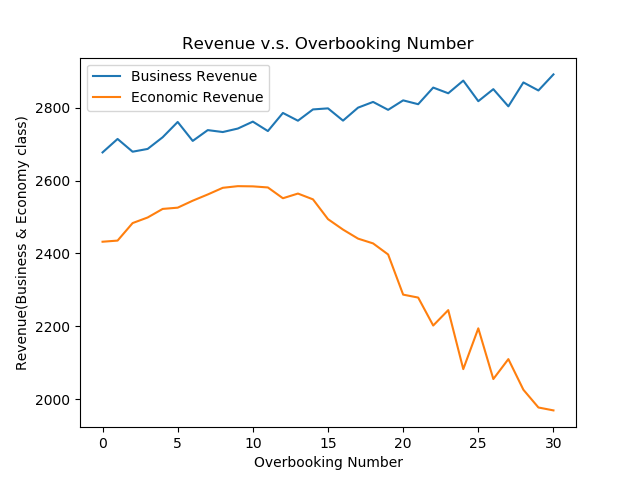 Revenue v.s. Overbooking Number
Business Revenue
Economic Revenue
Revenue(Business & Economy class)
2800
2600
2400
2200
2000
0 5 10 15 20 25 30
Overbooking Number